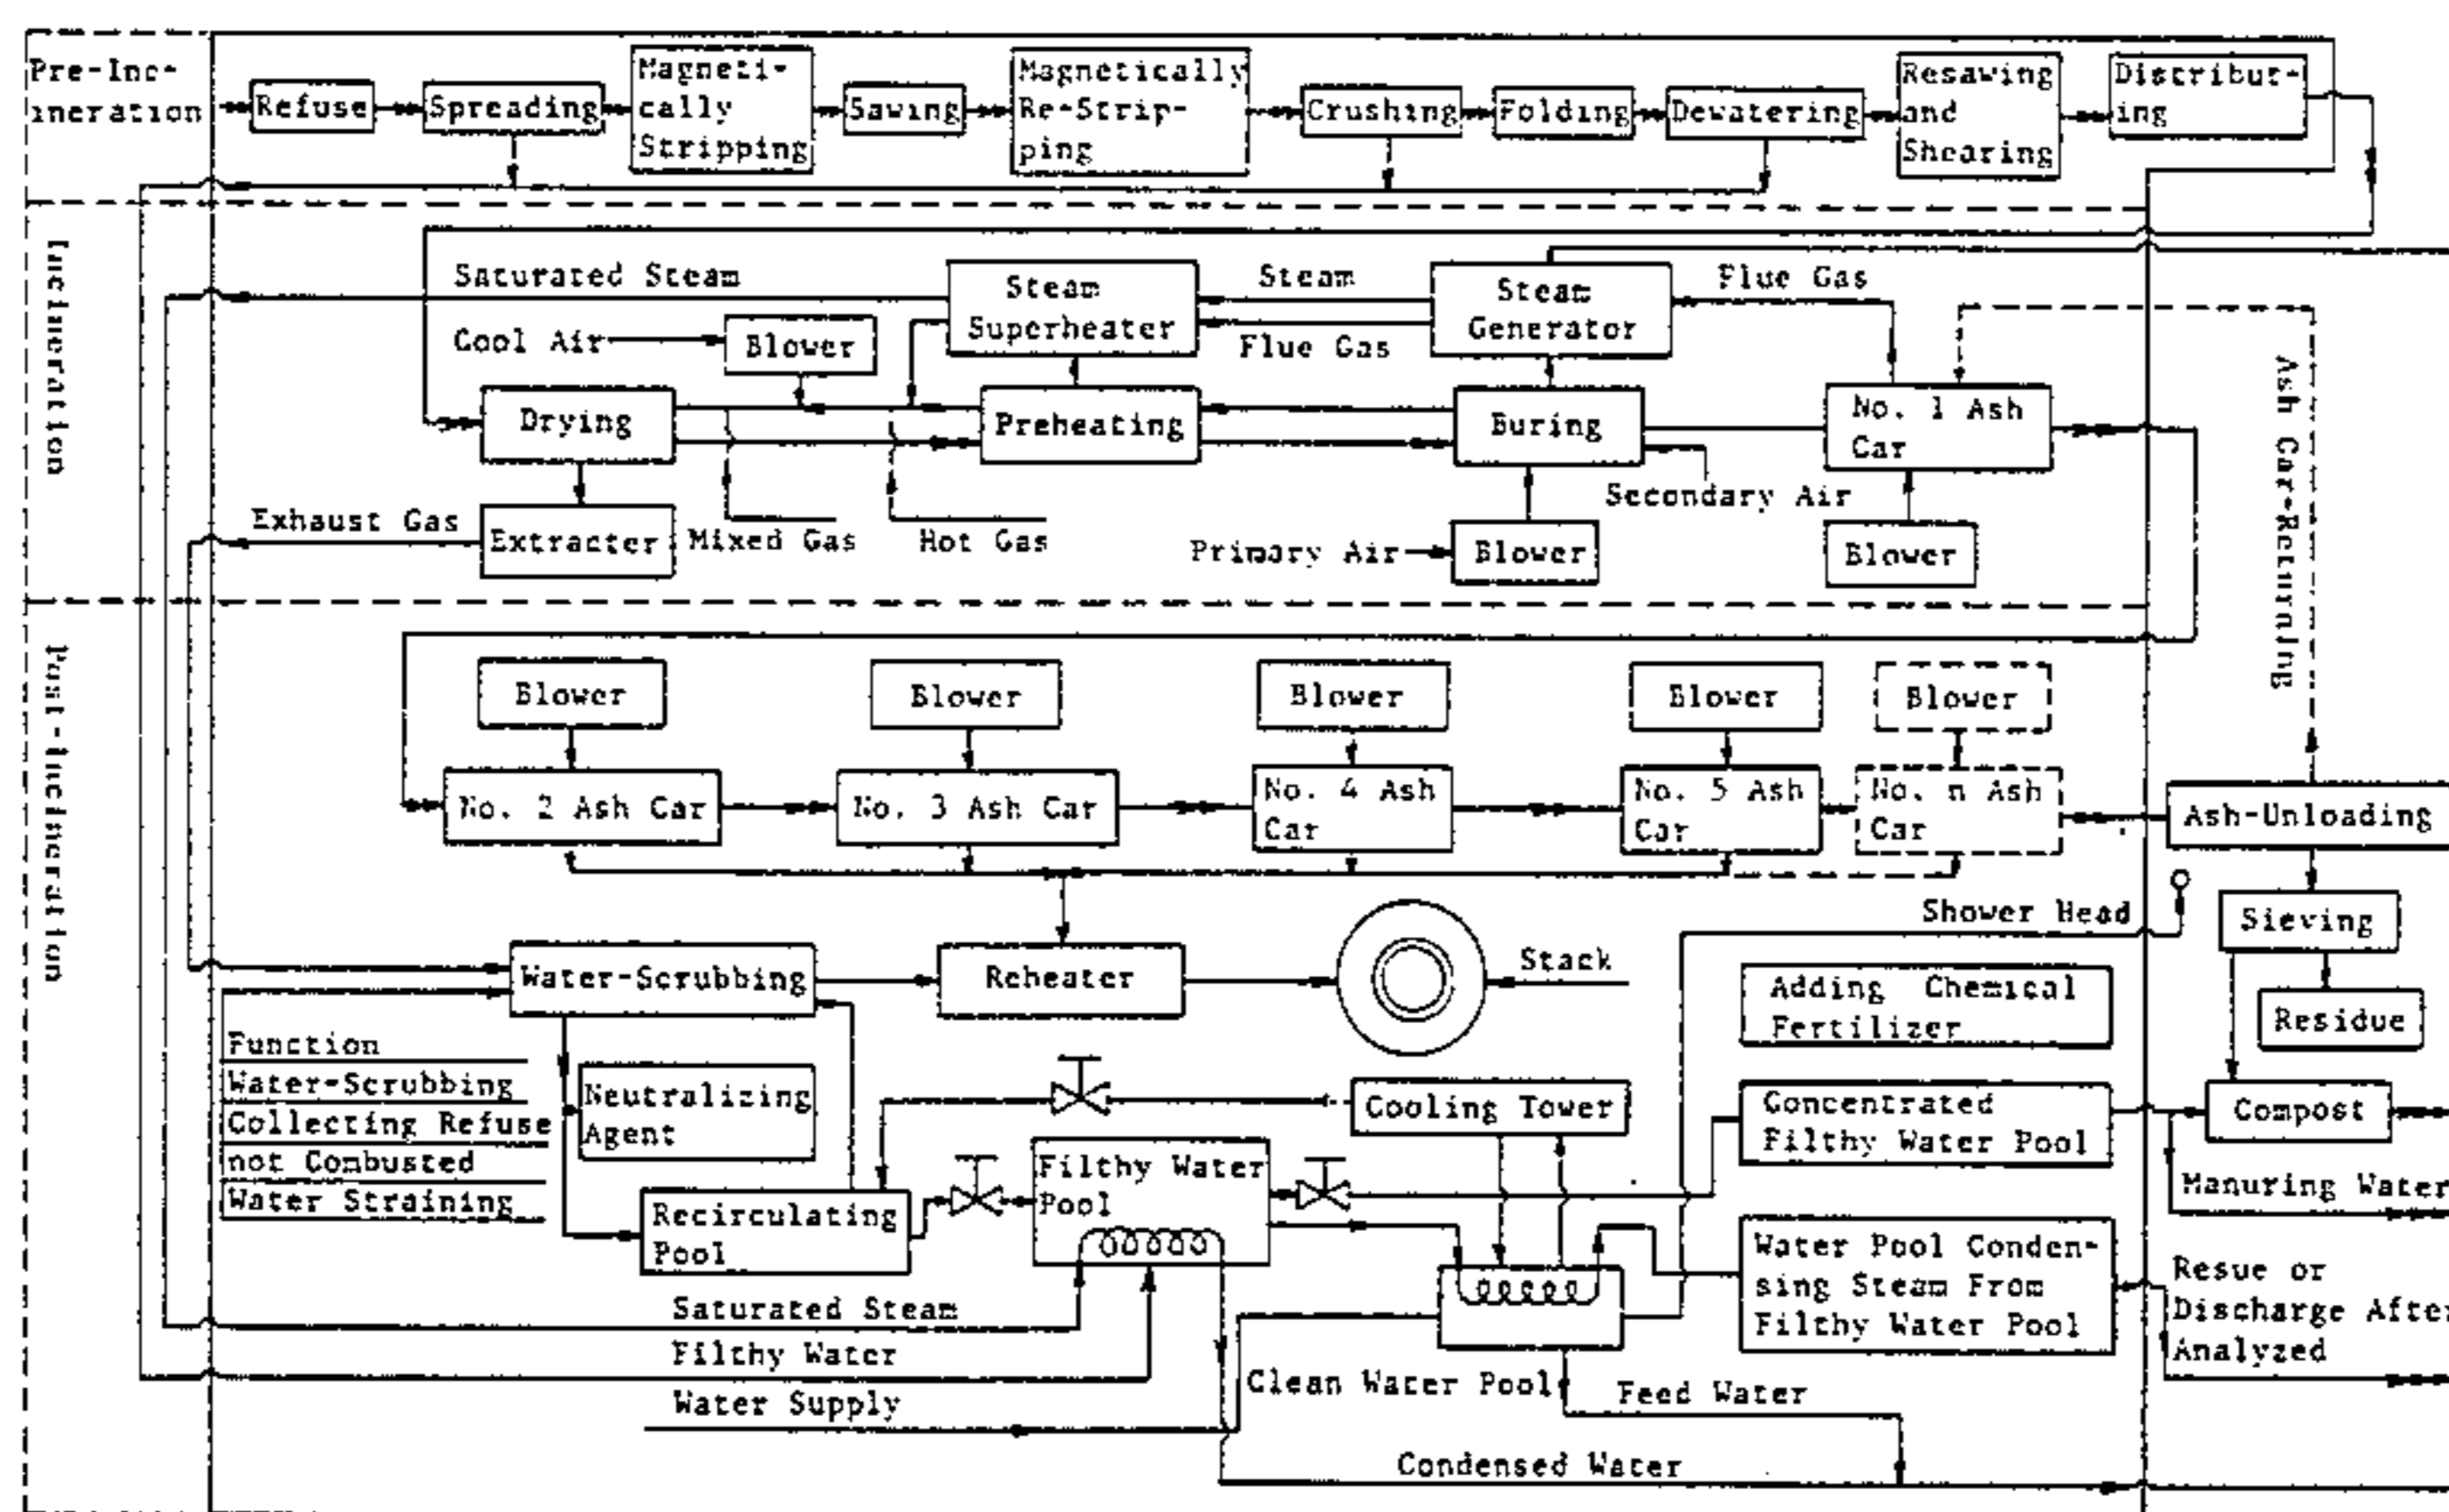 Pre-Inc-
ineration
Refuse
Spreading
Magneti-
cally
Stripping
Sawing
Magnetically
Re-Strip-
ping
Crushing
Folding
Dewatering
Resawing
and
Shearing
Distribut-
ing
Incineration
Saturated Steam
Steam
Superheater
Steam
Flue Gas
Steam
Generator
Flue Gas
Cool Air
Blower
Drying
Preheating
Buring
No. 1 Ash
Car
Ash Car-Returning
Secondary Air
Exhaust Gas
Extracter
Mixed Gas
Hot Gas
Primary Air
Blower
Blower
Post-Incineration
Blower
Blower
Blower
Blower
Blower
No. 2 Ash Car
No. 3 Ash Car
No. 4 Ash
Car
No. 5 Ash
Car
No. n Ash
Car
Ash-Unloading
Shower Head
Sieving
Water-Scrubbing
Reheater
Stack
Adding Chemical
Fertilizer
Residue
Function
Water-Scrubbing
Collecting Refuse
not Combusted
Water Straining
Neutralizing
Agent
Cooling Tower
Concentrated
Filthy Water Pool
Compost
Filthy Water
Pool
Manuring Water
Recirculating
Pool
Water Pool Conden-
sing Steam From
Filthy Water Pool
Resue or
Discharge After
Analyzed
Saturated Steam
Filthy Water
Clean Water Pool
Feed Water
Water Supply
Condensed Water